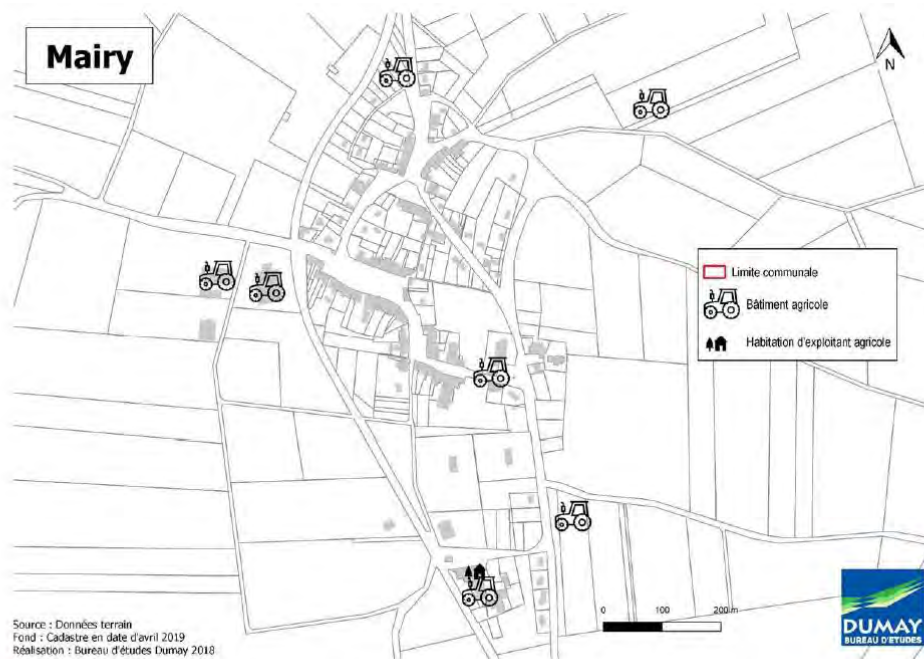 Mairy
N
Limite communale
Bâtiment agricole
Habitation d'exploitant agricole
Source : Données terrain
Fond : Cadastre en date d'avril 2019
Réalisation : Bureau d'études Dumay 2018
0 100 200 m
DUMAY
BUREAU D'ÉTUDES